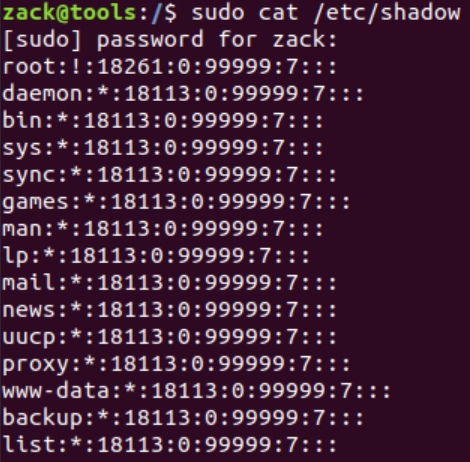 zack@tools:/$ sudo cat /etc/shadow
[sudo] password for zack:
root:!:18261:0:99999:7:::
daemon:*:18113:0:99999:7:::
bin:*:18113:0:99999:7:::
sys:*:18113:0:99999:7:::
sync:*:18113:0:99999:7:::
games:*:18113:0:99999:7:::
man:*:18113:0:99999:7:::
lp:*:18113:0:99999:7:::
mail:*:18113:0:99999:7:::
news:*:18113:0:99999:7:::
uucp:*:18113:0:99999:7:::
proxy:*:18113:0:99999:7:::
www-data:*:18113:0:99999:7:::
backup:*:18113:0:99999:7:::
list:*:18113:0:99999:7:::